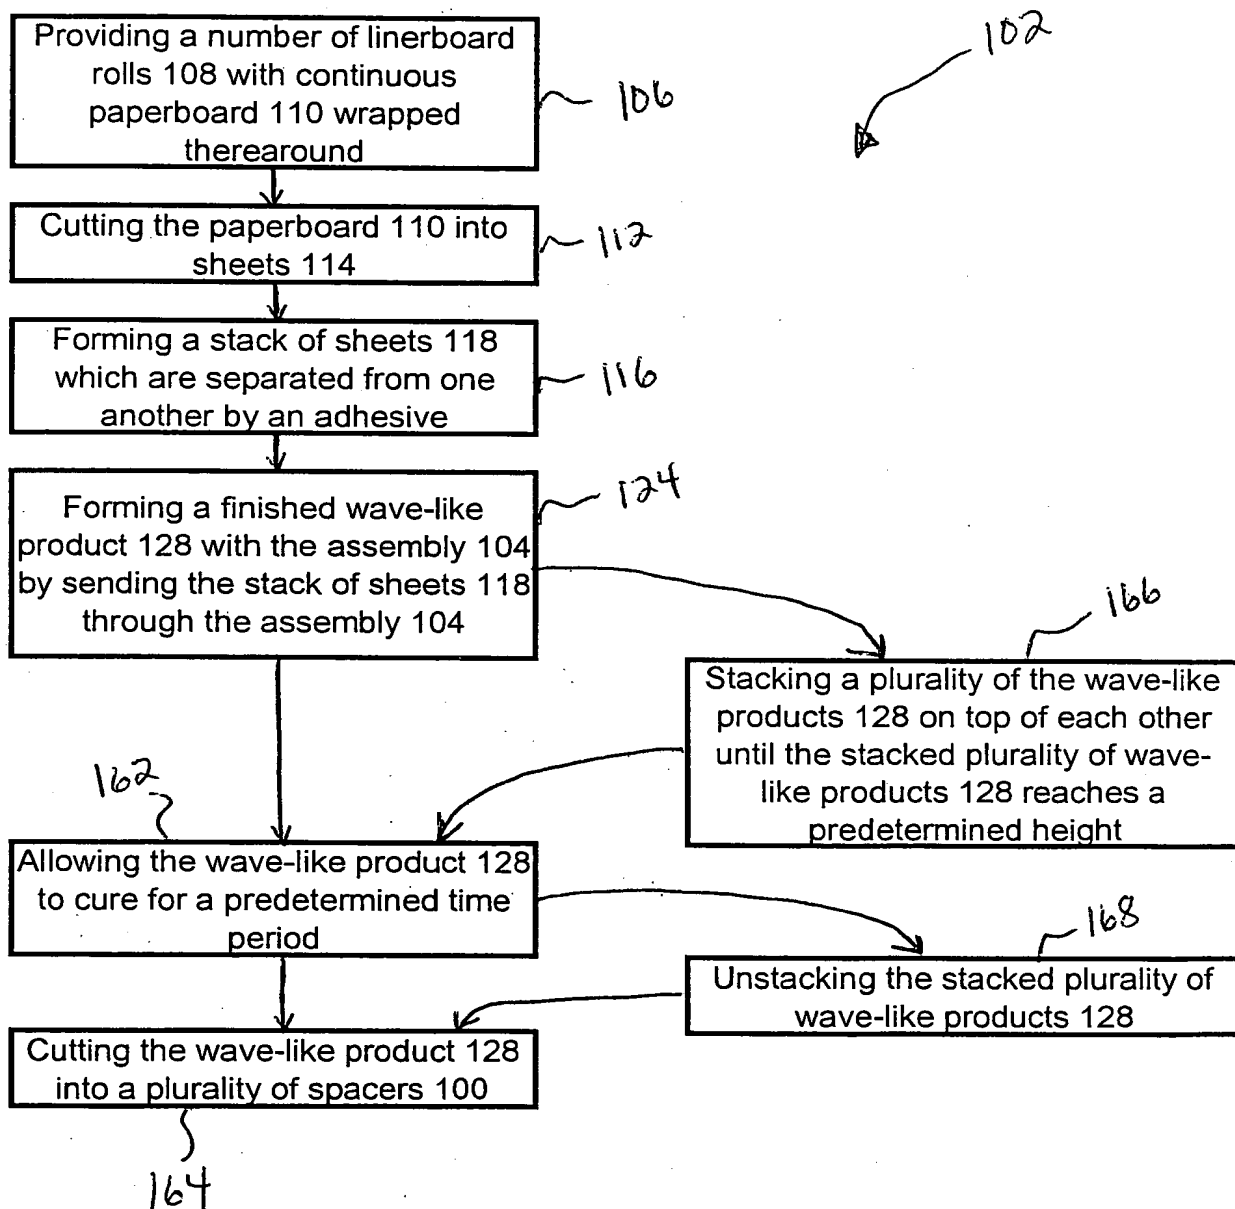 Providing a number of linerboard
rolls 108 with continuous
paperboard 110 wrapped
therearound
106
102
Cutting the paperboard 110 into
sheets 114
112
Forming a stack of sheets 118
which are separated from one
another by an adhesive
116
Forming a finished wave-like
product 128 with the assembly 104
by sending the stack of sheets 118
through the assembly 104
124
166
Stacking a plurality of the wave-like
products 128 on top of each other
until the stacked plurality of wave-
like products 128 reaches a
predetermined height
162
Allowing the wave-like product 128
to cure for a predetermined time
period
168
Unstacking the stacked plurality of
wave-like products 128
Cutting the wave-like product 128
into a plurality of spacers 100
164